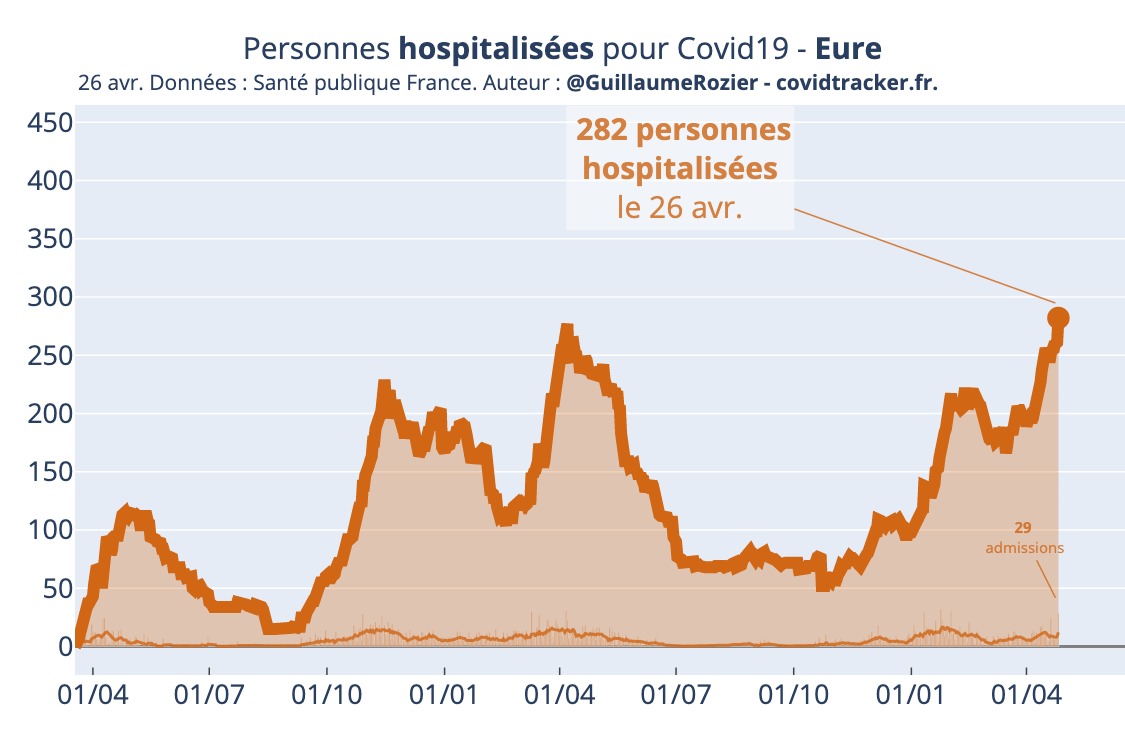 Personnes hospitalisées pour Covid19 - Eure
26 avr. Données : Santé publique France. Auteur : @GuillaumeRozier - covidtracker.fr.
282 personnes
hospitalisées
le 26 avr.
450
400
350
300
250
200
150
100
50
0
29
admissions
01/04 01/07 01/10 01/01 01/04 01/07 01/10 01/01 01/04